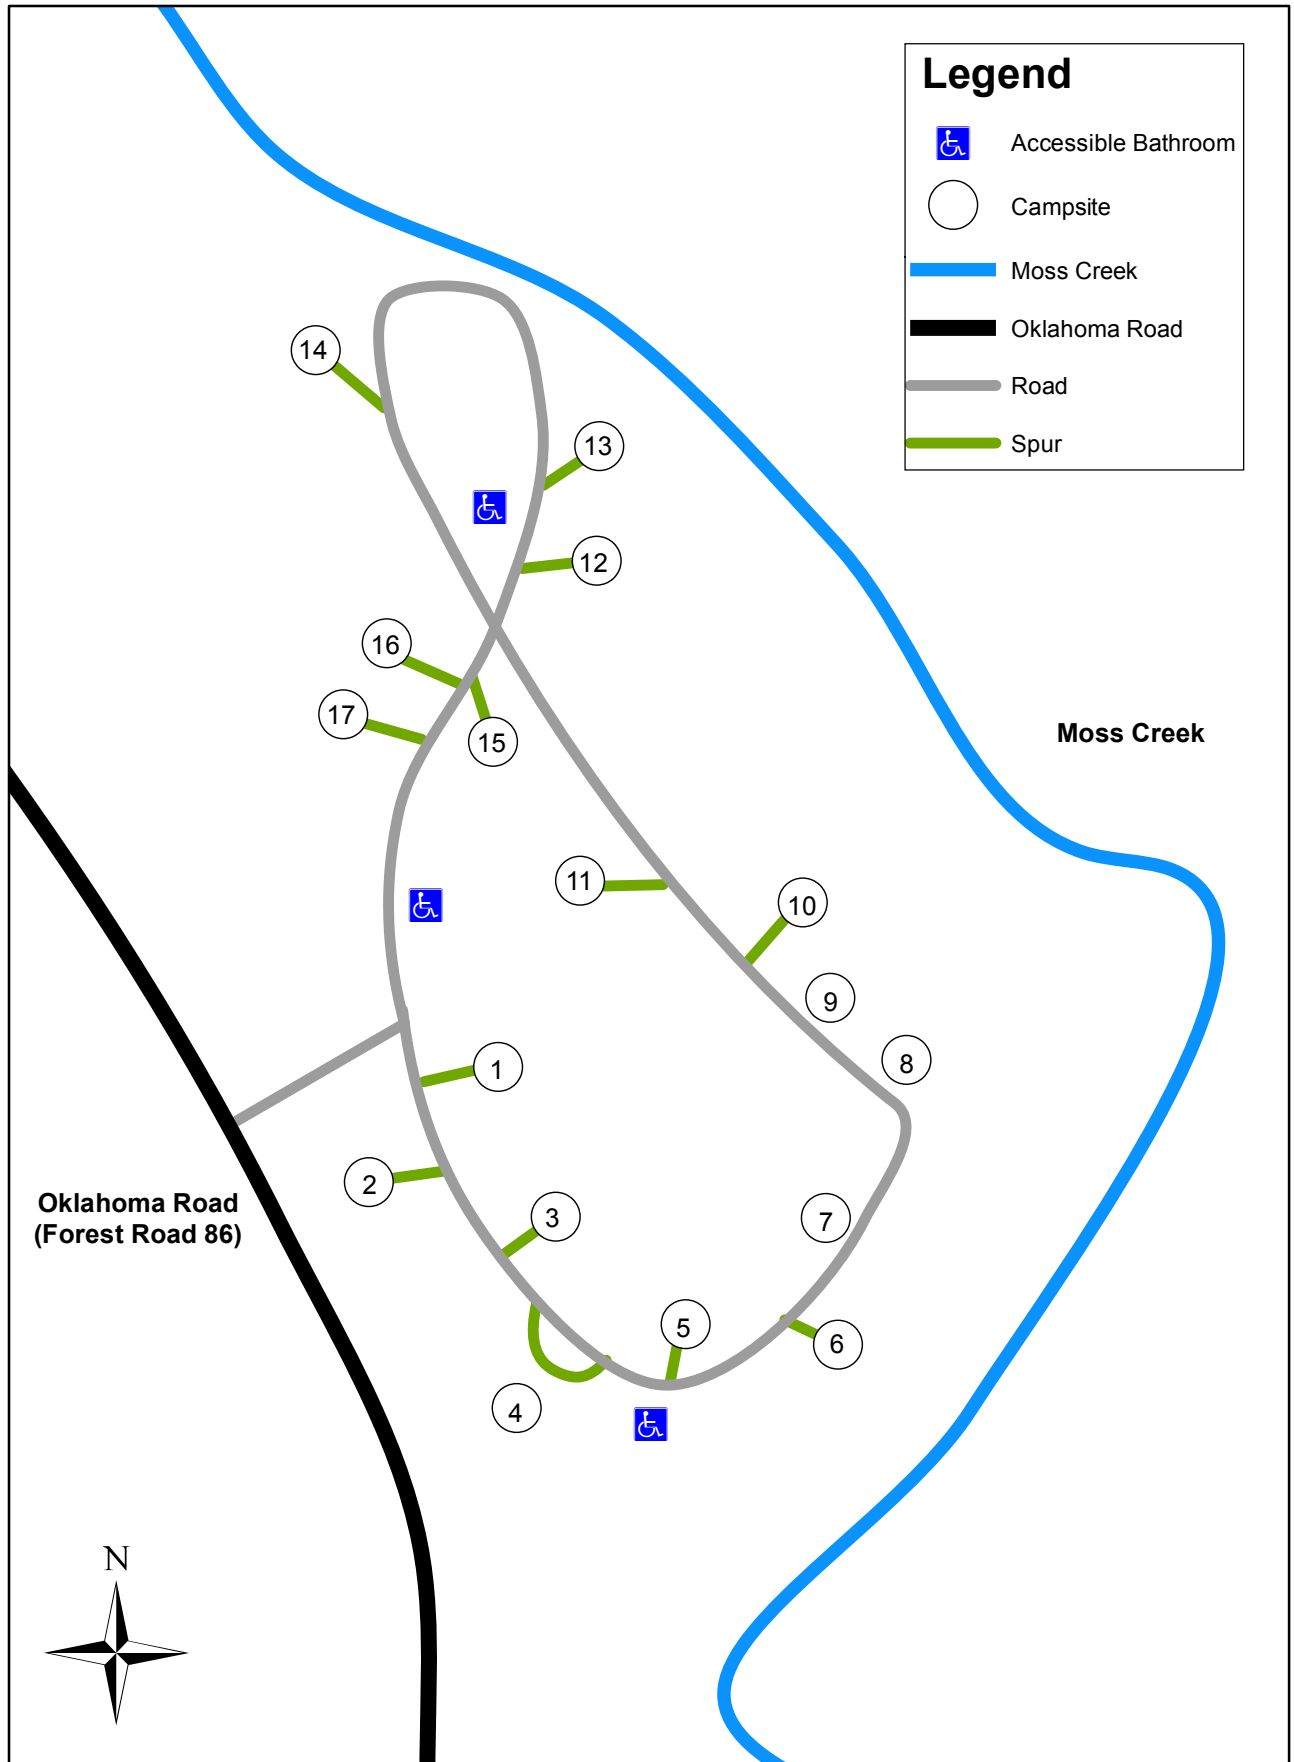 Legend
Accessible Bathroom
Campsite
Moss Creek
Oklahoma Road
Road
Spur
14
13
12
16
17
15
Moss Creek
11
10
9
8
1
2
3
7
Oklahoma Road
(Forest Road 86)
5
6
4
N